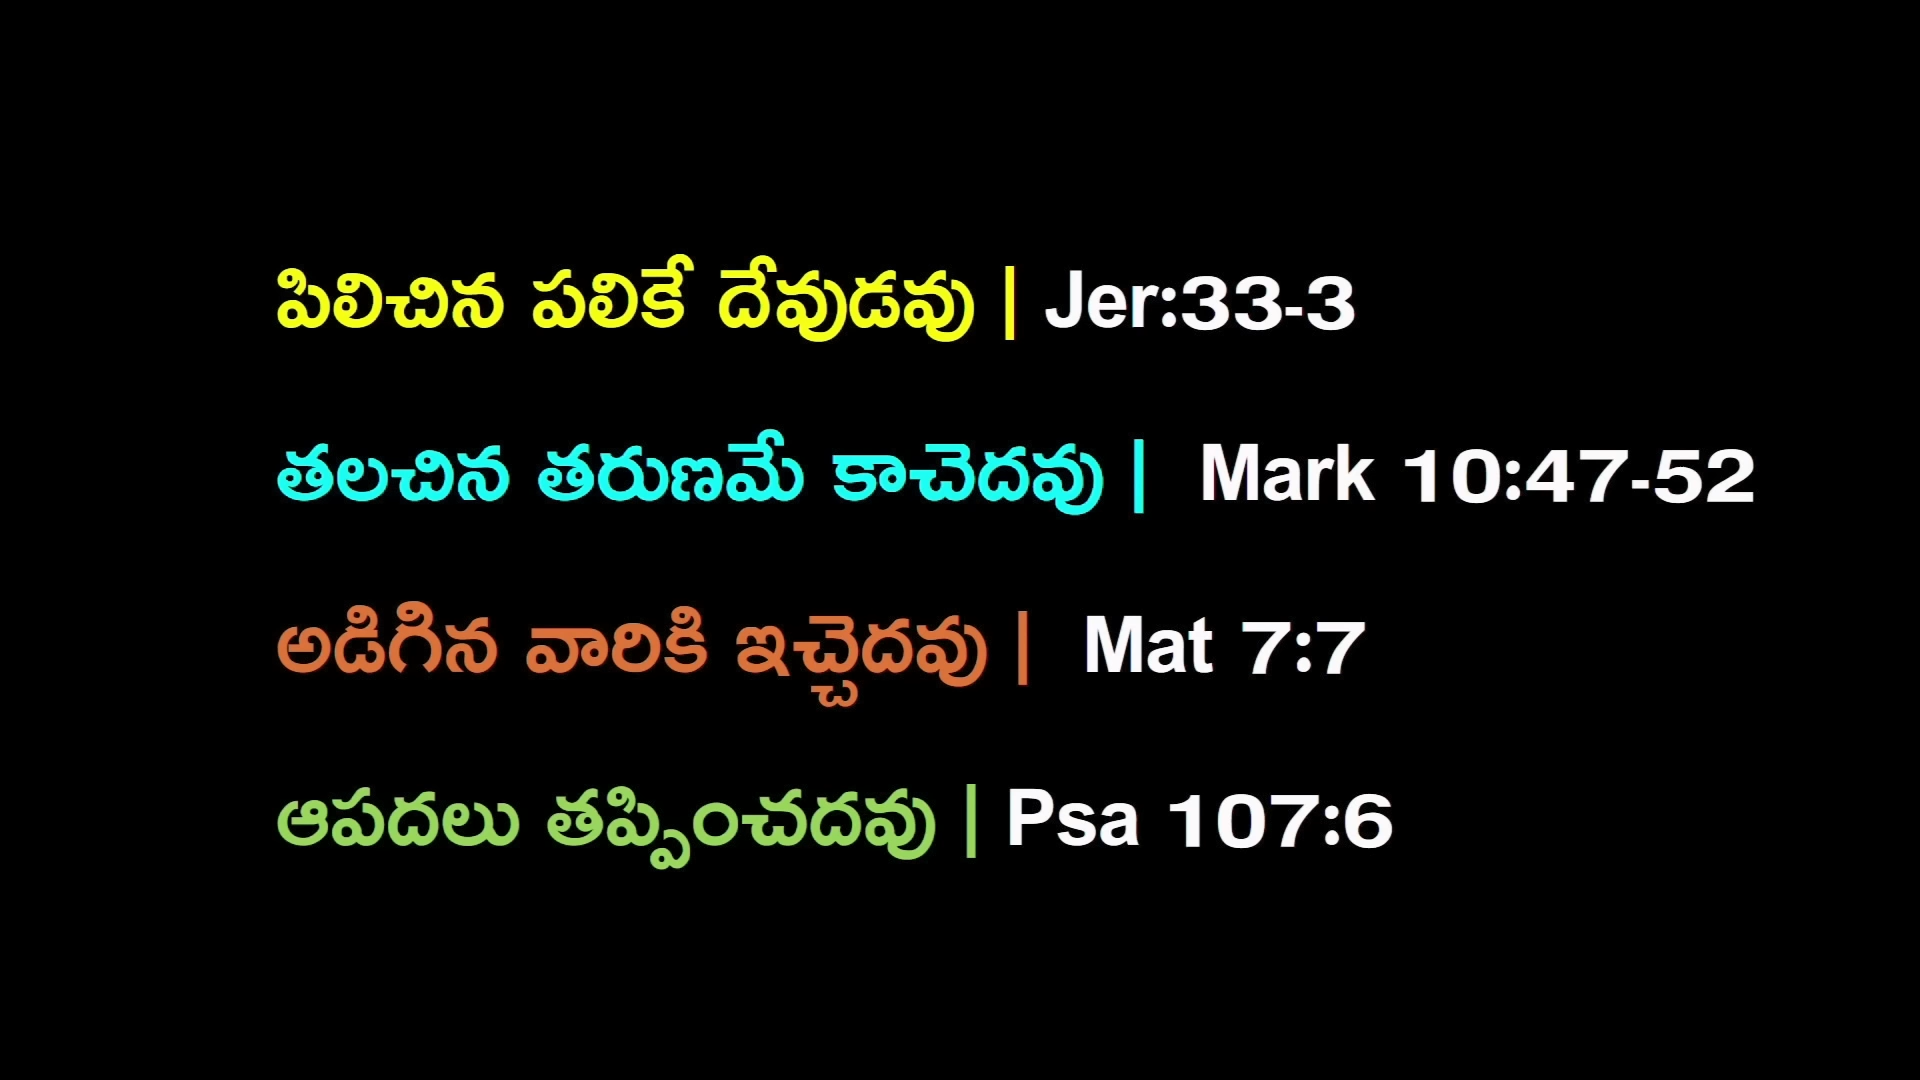 పిలిచిన పలికే దేవుడవు | Jer:33-3
తలచిన తరుణమే కాచెదవు | Mark 10:47-52
అడిగిన వారికి ఇచ్చెదవు | Mat 7:7
ఆపదలు తప్పించదవు | Psa 107:6